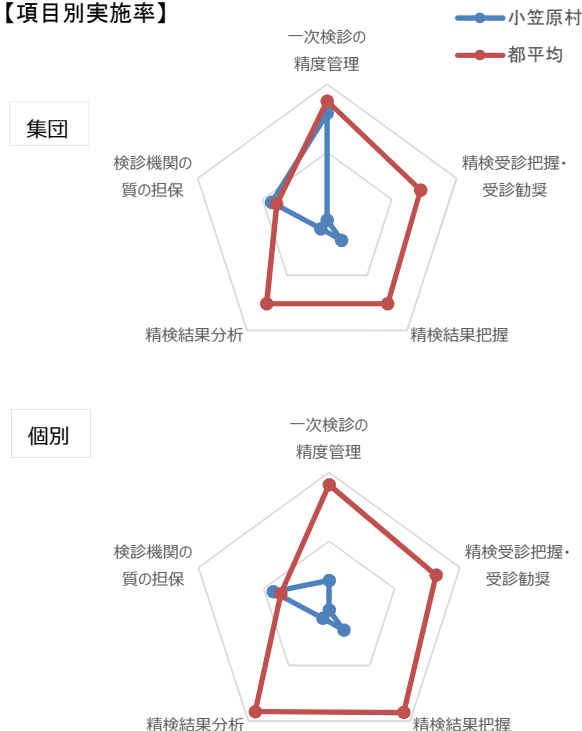 【項目別実施率】
小笠原村
都平均
集団
一次検診の
精度管理
検診機関の
質の担保
精検受診把握・
受診勧奨
精検結果分析
精検結果把握
個別
一次検診の
精度管理
検診機関の
質の担保
精検受診把握・
受診勧奨
精検結果分析
精検結果把握